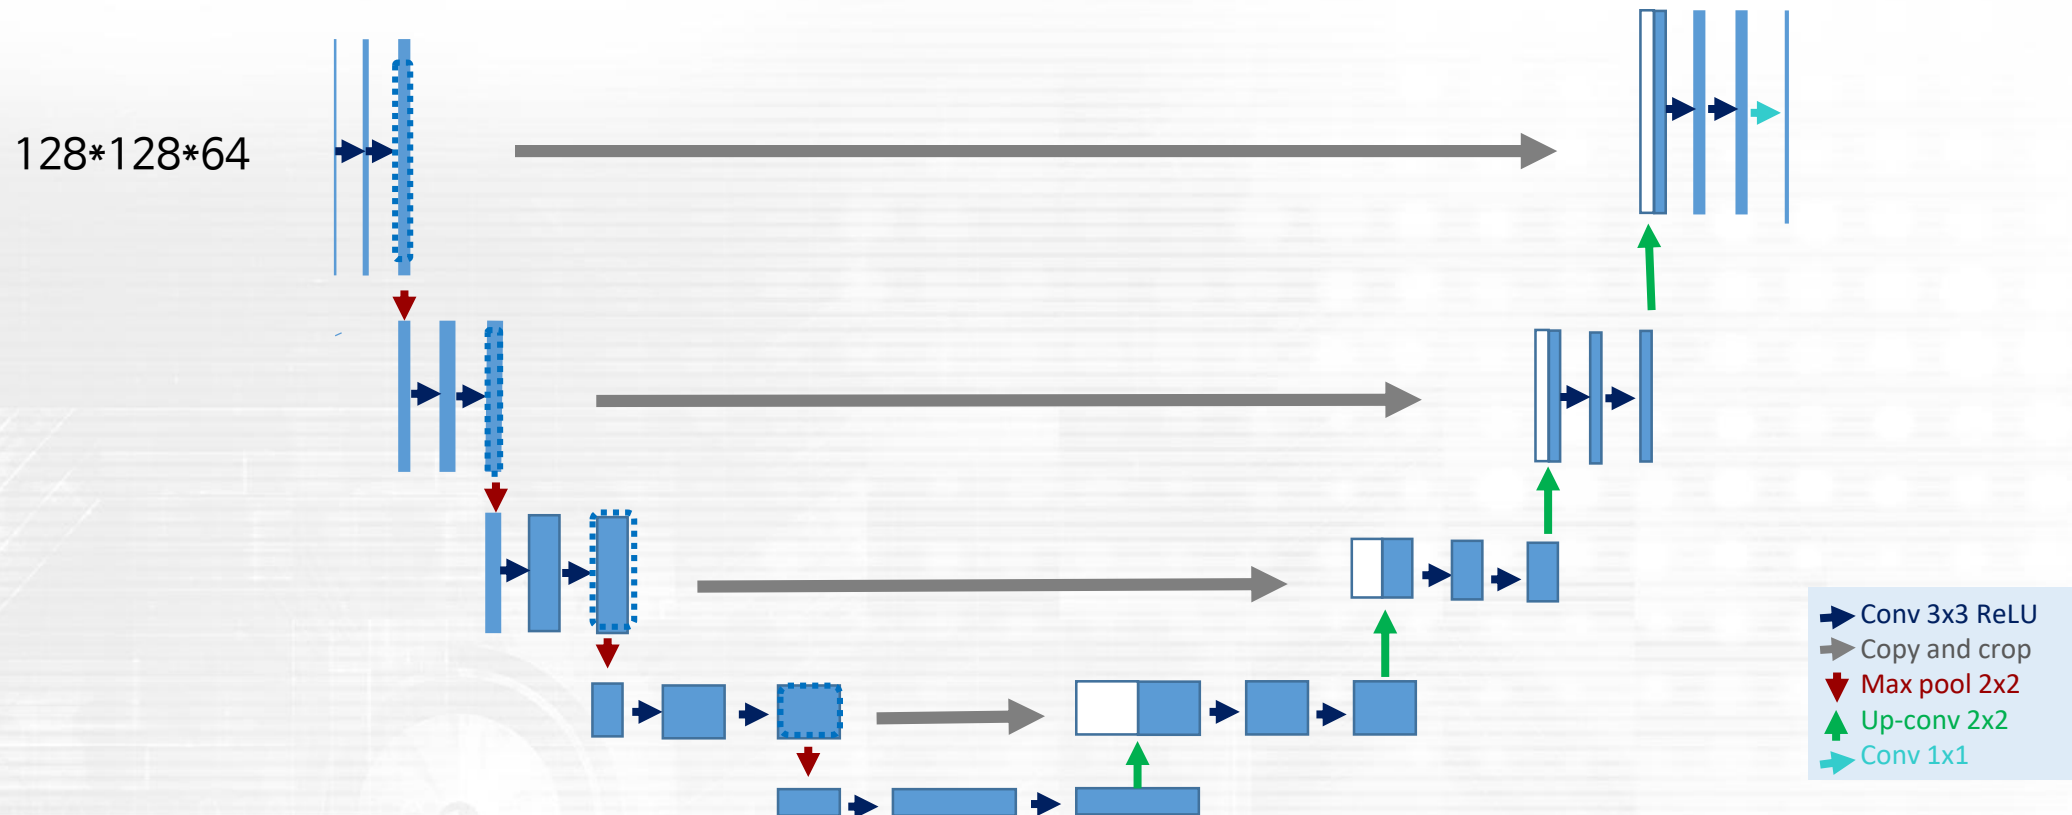 128*128*64
Conv 3x3 ReLU
Copy and crop
Max pool 2x2
Up-conv 2x2
Conv 1x1